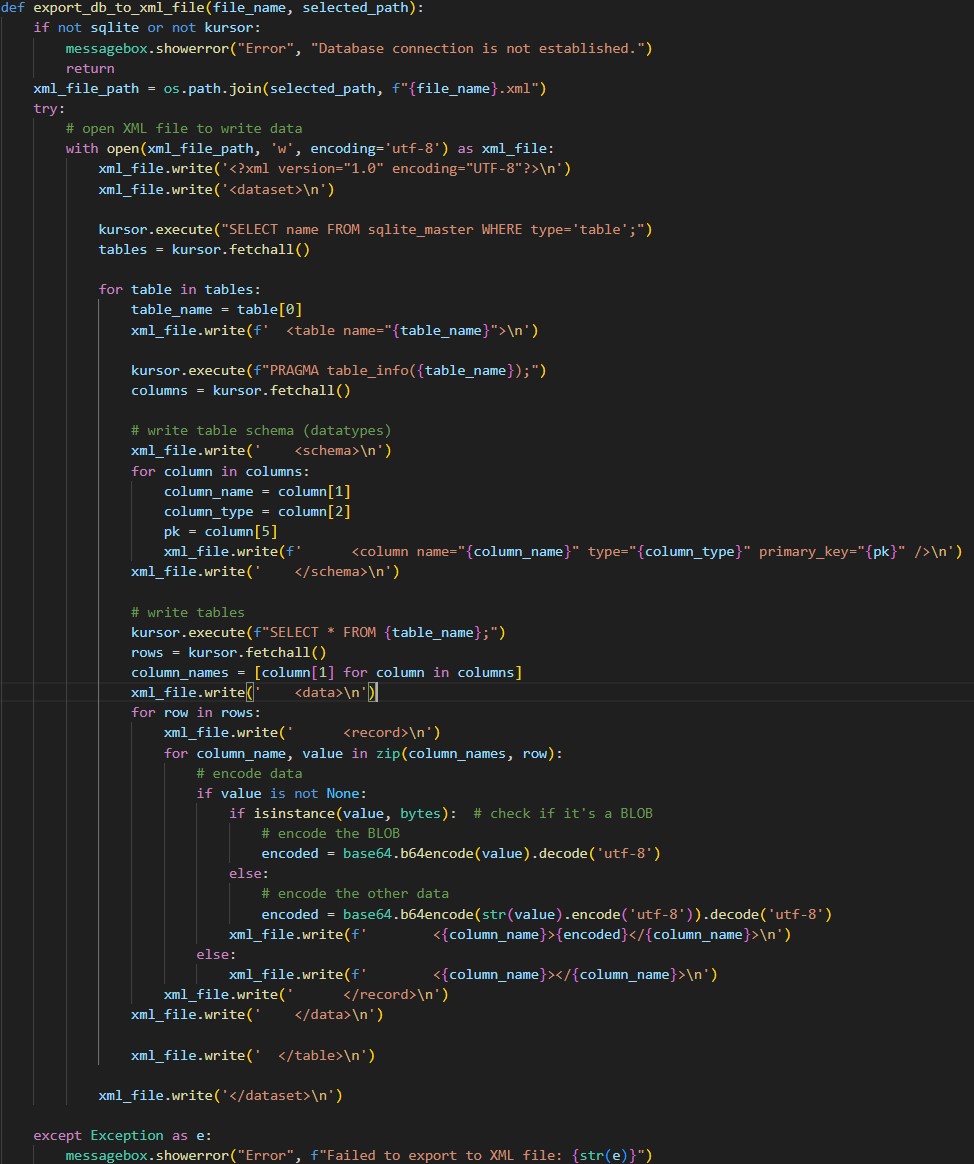 def export_db_to_xml_file(file_name, selected_path):
    if not sqlite or not kursor:
        messagebox.showerror("Error", "Database connection is not established.")
        return
    xml_file_path = os.path.join(selected_path, f"{file_name}.xml")
    try:
        # open XML file to write data
        with open(xml_file_path, 'w', encoding='utf-8') as xml_file:
            xml_file.write('<?xml version="1.0" encoding="UTF-8"?>\n')
            xml_file.write('<dataset>\n')

            kursor.execute("SELECT name FROM sqlite_master WHERE type='table';")
            tables = kursor.fetchall()

            for table in tables:
                table_name = table[0]
                xml_file.write(f'  <table name="{table_name}">\n')

                kursor.execute(f"PRAGMA table_info({table_name});")
                columns = kursor.fetchall()

                # write table schema (datatypes)
                xml_file.write('    <schema>\n')
                for column in columns:
                    column_name = column[1]
                    column_type = column[2]
                    pk = column[5]
                    xml_file.write(f'      <column name="{column_name}" type="{column_type}" primary_key="{pk}" />\n')
                xml_file.write('    </schema>\n')

                # write tables
                kursor.execute(f"SELECT * FROM {table_name};")
                rows = kursor.fetchall()
                column_names = [column[1] for column in columns]
                xml_file.write('    <data>\n')
                for row in rows:
                    xml_file.write('      <record>\n')
                    for column_name, value in zip(column_names, row):
                        # encode data
                        if value is not None:
                            if isinstance(value, bytes):  # check if it's a BLOB
                                # encode the BLOB
                                encoded = base64.b64encode(value).decode('utf-8')
                            else:
                                # encode the other data
                                encoded = base64.b64encode(str(value).encode('utf-8')).decode('utf-8')
                            xml_file.write(f'        <{column_name}>{encoded}</{column_name}>\n')
                        else:
                            xml_file.write(f'        <{column_name}></{column_name}>\n')
                    xml_file.write('      </record>\n')
                xml_file.write('    </data>\n')

                xml_file.write('  </table>\n')

            xml_file.write('</dataset>\n')

    except Exception as e:
        messagebox.showerror("Error", f"Failed to export to XML file: {str(e)}")